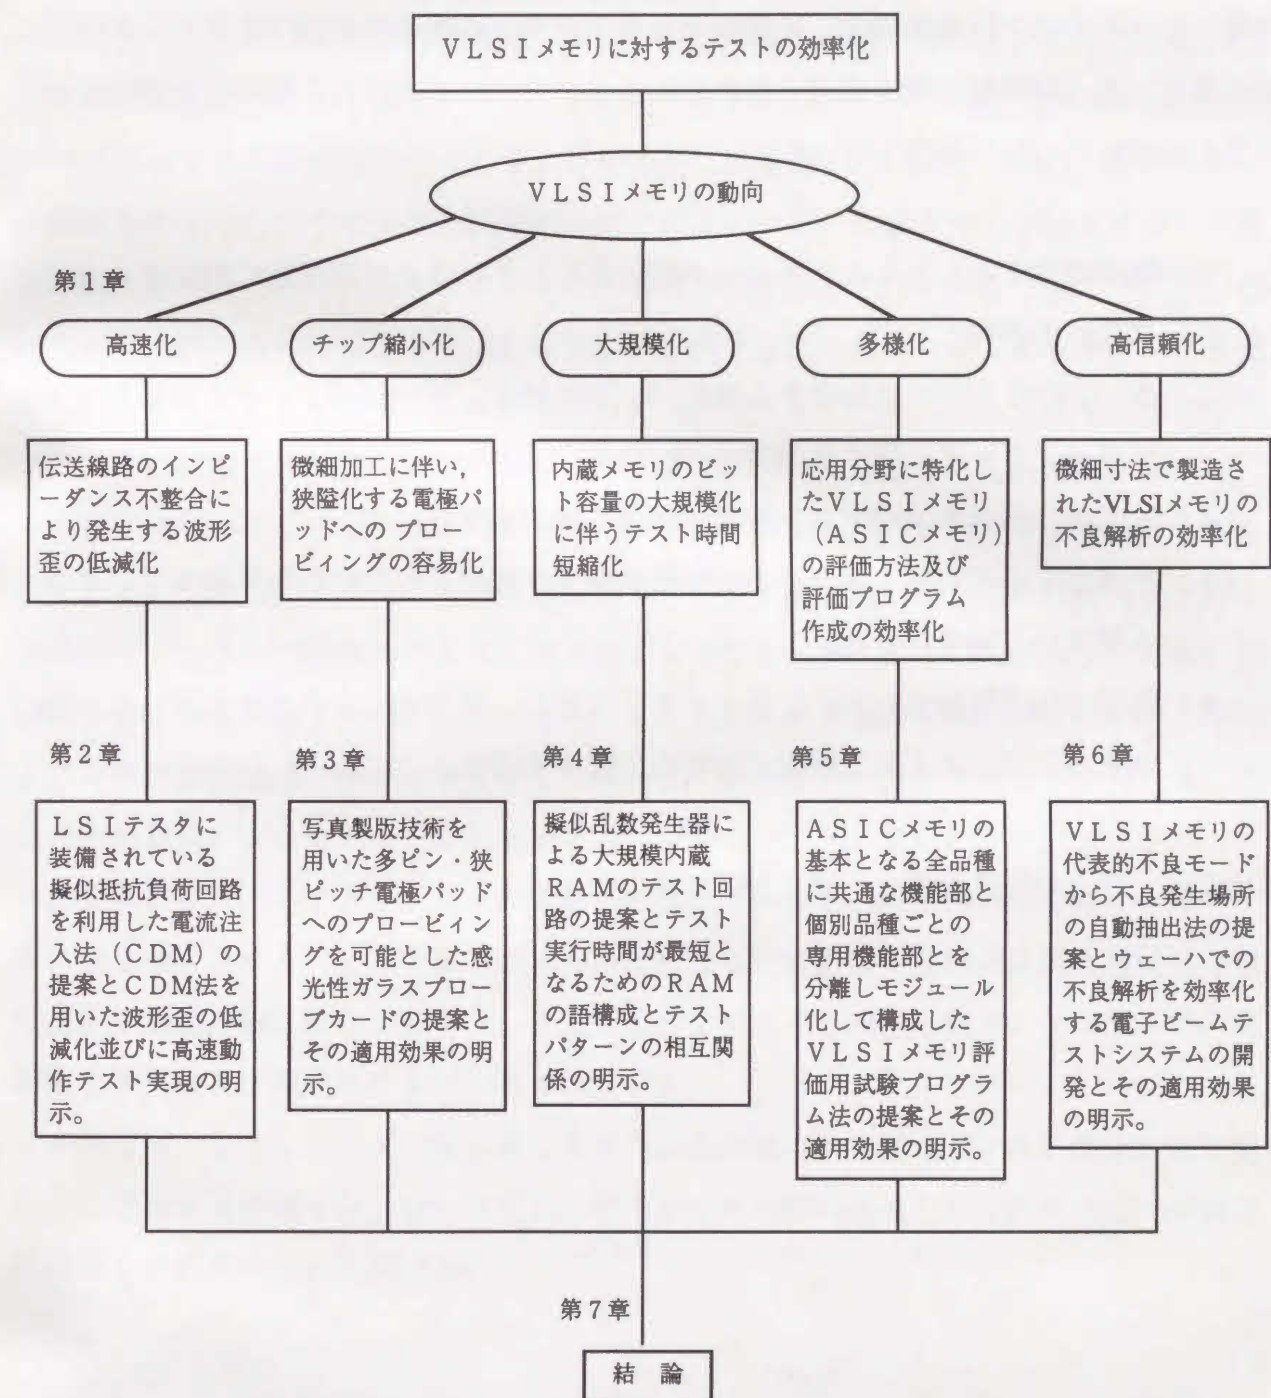 VLSIメモリに対するテストの効率化
VLSIメモリの動向
第1章
高速化
チップ縮小化
大規模化
多様化
高信頼化
伝送線路のインピ
ーダンス不整合に
より発生する波形
歪の低減化
微細加工に伴い,
狭隘化する電極パ
ッドへの プロー
ビィングの容易化
内蔵メモリのビッ
ト容量の大規模化
に伴うテスト時間
短縮化
応用分野に特化し
たVLSIメモリ
(ASICメモリ)
の評価方法及び
評価プログラム
作成の効率化
微細寸法で製造さ
れたVLSIメモリの
不良解析の効率化
第2章
第3章
第4章
第5章
第6章
LSIテスタに
装備されている
擬似抵抗負荷回路
を利用した電流注
入法(CDM)の
提案とCDM法を
用いた波形歪の低
減化並びに高速動
作テスト実現の明
示。
写真製版技術を
用いた多ピン・狭
ピッチ電極パッド
へのプロービィン
グを可能とした感
光性ガラスプロー
ブカードの提案と
その適用効果の明
示。
擬似乱数発生器に
よる大規模内蔵
RAMのテスト回
路の提案とテスト
実行時間が最短と
なるためのRAM
の語構成とテスト
パターンの相互関
係の明示。
ASICメモリの
基本となる全品種
に共通な機能部と
個別品種ごとの
専用機能部とを
分離しモジュール
化して構成した
VLSIメモリ評
価用試験プログラ
ム法の提案とその
適用効果の明示。
VLSIメモリの
代表的不良モード
から不良発生場所
の自動抽出法の提
案とウェーハでの
不良解析を効率化
する電子ビームテ
ストシステムの開
発とその適用効果
の明示。
第7章
結 論